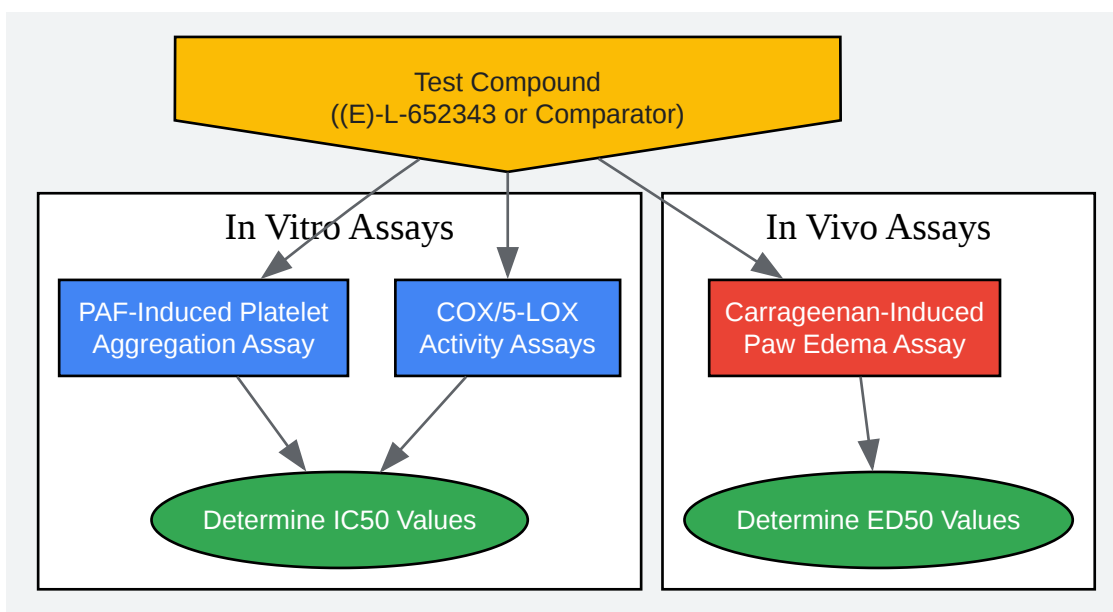 Test Compound
((E)-L-652343 or Comparator)
In Vitro Assays
In Vivo Assays
PAF-Induced Platelet
Aggregation Assay
COX/5-LOX
Activity Assays
Carrageenan-Induced
Paw Edema Assay
Determine IC50 Values
Determine ED50 Values